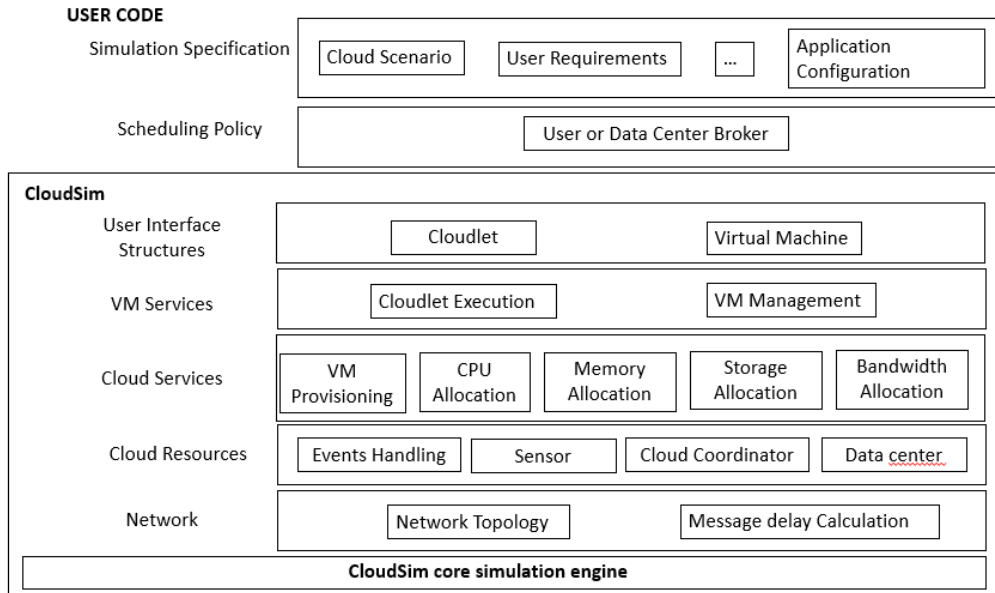 USER CODE
Simulation Specification
Cloud Scenario
User Requirements
...
Application
Configuration
Scheduling Policy
User or Data Center Broker
CloudSim
User Interface
Structures
Cloudlet
Virtual Machine
VM Services
Cloudlet Execution
VM Management
Cloud Services
VM
Provisioning
CPU
Allocation
Memory
Allocation
Storage
Allocation
Bandwidth
Allocation
Cloud Resources
Events Handling
Sensor
Cloud Coordinator
Data center
Network
Network Topology
Message delay Calculation
CloudSim core simulation engine